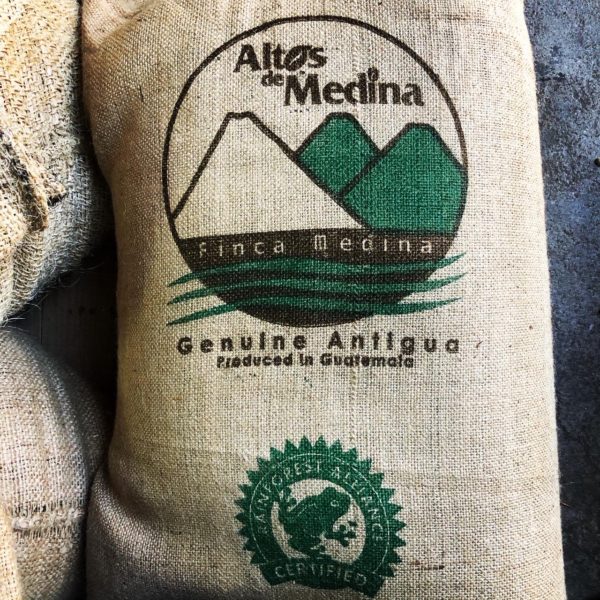 Altos
de Medina
Finca Medina
Genuine Antigua
Produced in Guatemala
RAINFOREST ALLIANCE
CERTIFIED